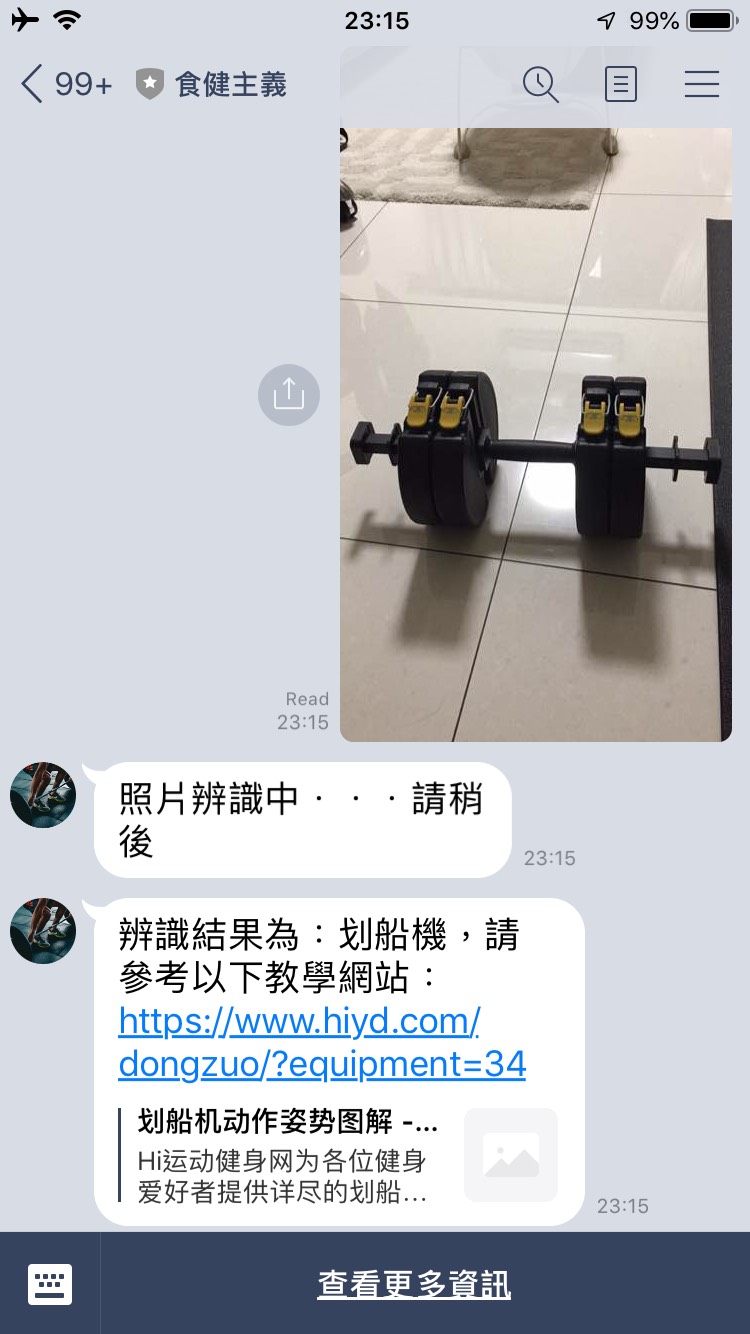 23:15
99%
99+
食健主義
Read
23:15
照片辨識中．．．請稍
後
23:15
辨識結果為：划船機，請
參考以下教學網站：
https://www.hiyd.com/
dongzuo/?equipment=34
划船机动作姿势图解 -...
Hi运动健身网为各位健身
爱好者提供详尽的划船...
23:15
查看更多資訊